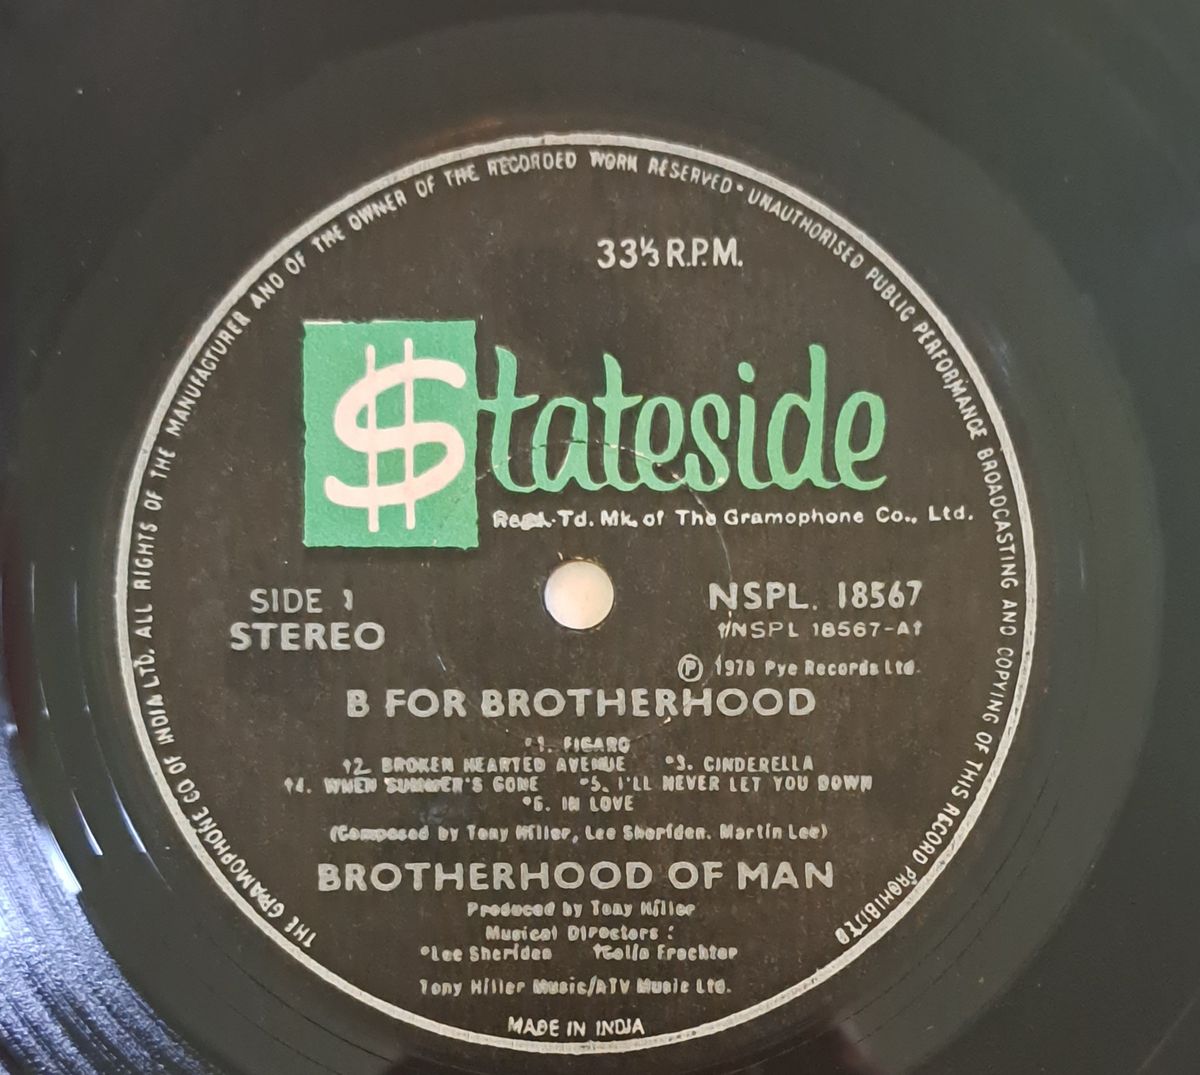 THE GRAMOPHONE CO OF INDIA LTD. ALL RIGHTS OF THE MANUFACTURER AND OF THE OWNER OF THE RECORDED WORK RESERVED • UNAUTHORISED PUBLIC PERFORMANCE BROADCASTING AND COPYING OF THIS RECORD PROHIBITED
33⅓ R.P.M.
$tateside
Regd. Td. Mk. of The Gramophone Co., Ltd.
SIDE 1
STEREO
NSPL. 18567
(NSPL 18567-A)
℗ 1978 Pye Records Ltd.
B FOR BROTHERHOOD
*1. FIGARO
†2. BROKEN HEARTED AVENUE *3. CINDERELLA
†4. WHEN SUMMER'S GONE *5. I'LL NEVER LET YOU DOWN
*6. IN LOVE
(Composed by Tony Hiller, Lee Sheriden. Martin Lee)
BROTHERHOOD OF MAN
Produced by Tony Hiller
Musical Directors :
*Lee Sheriden †Colin Frechter
Tony Hiller Music/ATV Music Ltd.
MADE IN INDIA